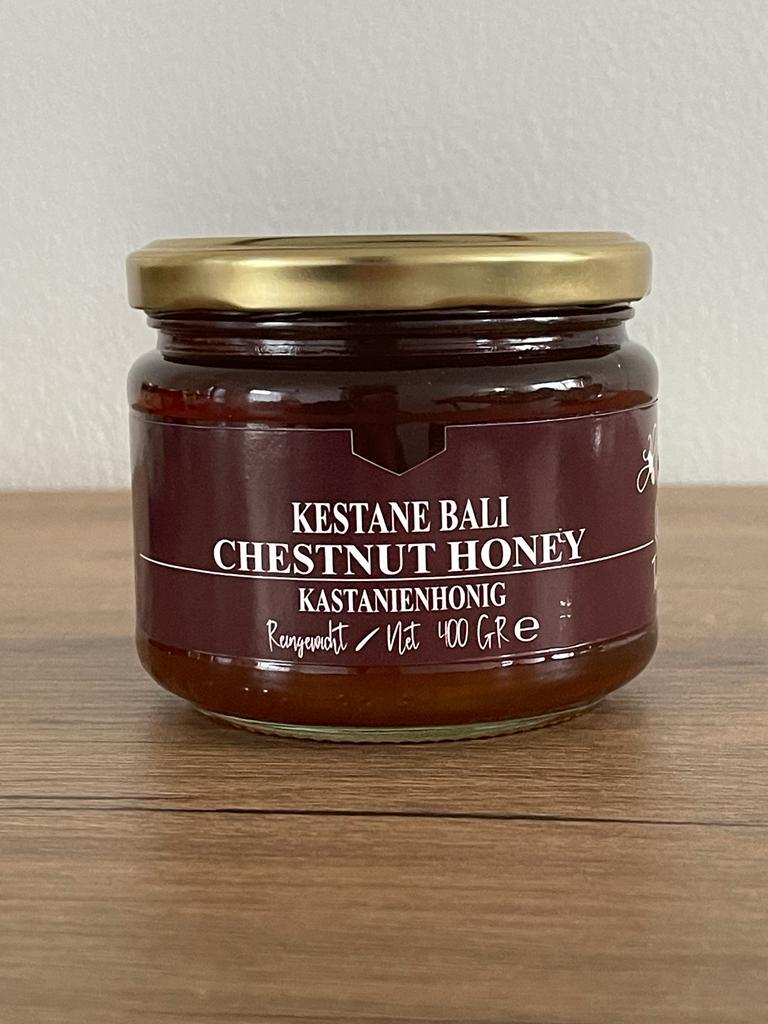 KESTANE BALI
CHESTNUT HONEY
KASTANIENHONIG
Reingewicht / Net 400 GR e